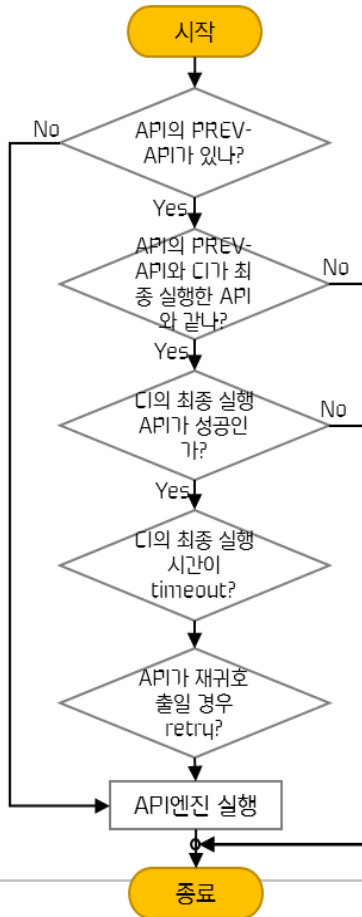 시작
No
API의 PREV-
API가 있나?
Yes
API의 PREV-
API와 CI가 최
종 실행한 API
와 같나?
No
Yes
CI의 최종 실행
API가 성공인
가?
No
Yes
CI의 최종 실행
시간이
timeout?
API가 재귀호
출일 경우
retry?
API엔진 실행
종료